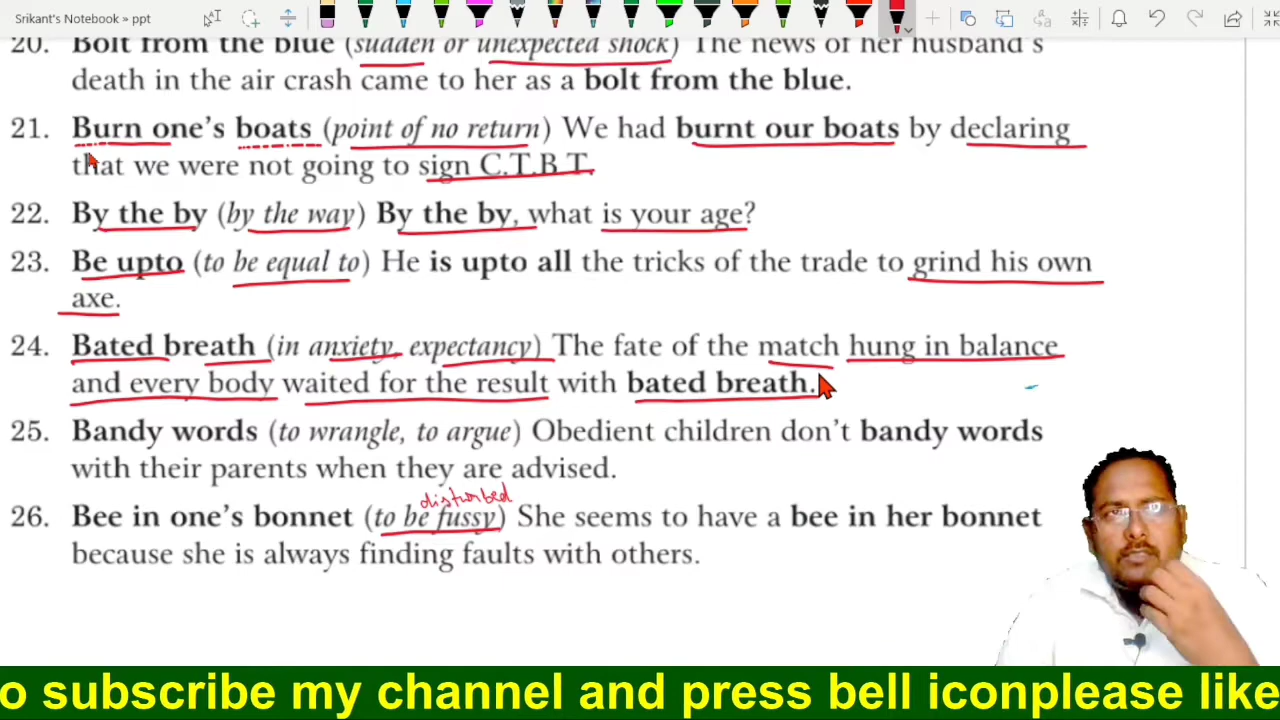 Srikant's Notebook » ppt
20. Bolt from the blue (sudden or unexpected shock) The news of her husband's
death in the air crash came to her as a bolt from the blue.
21. Burn one's boats (point of no return) We had burnt our boats by declaring
that we were not going to sign C.T.B.T.
22. By the by (by the way) By the by, what is your age?
23. Be upto (to be equal to) He is upto all the tricks of the trade to grind his own
axe.
24. Bated breath (in anxiety, expectancy) The fate of the match hung in balance
and every body waited for the result with bated breath.
25. Bandy words (to wrangle, to argue) Obedient children don't bandy words
with their parents when they are advised.
disturbed
26. Bee in one's bonnet (to be fussy) She seems to have a bee in her bonnet
because she is always finding faults with others.
o subscribe my channel and press bell iconplease like